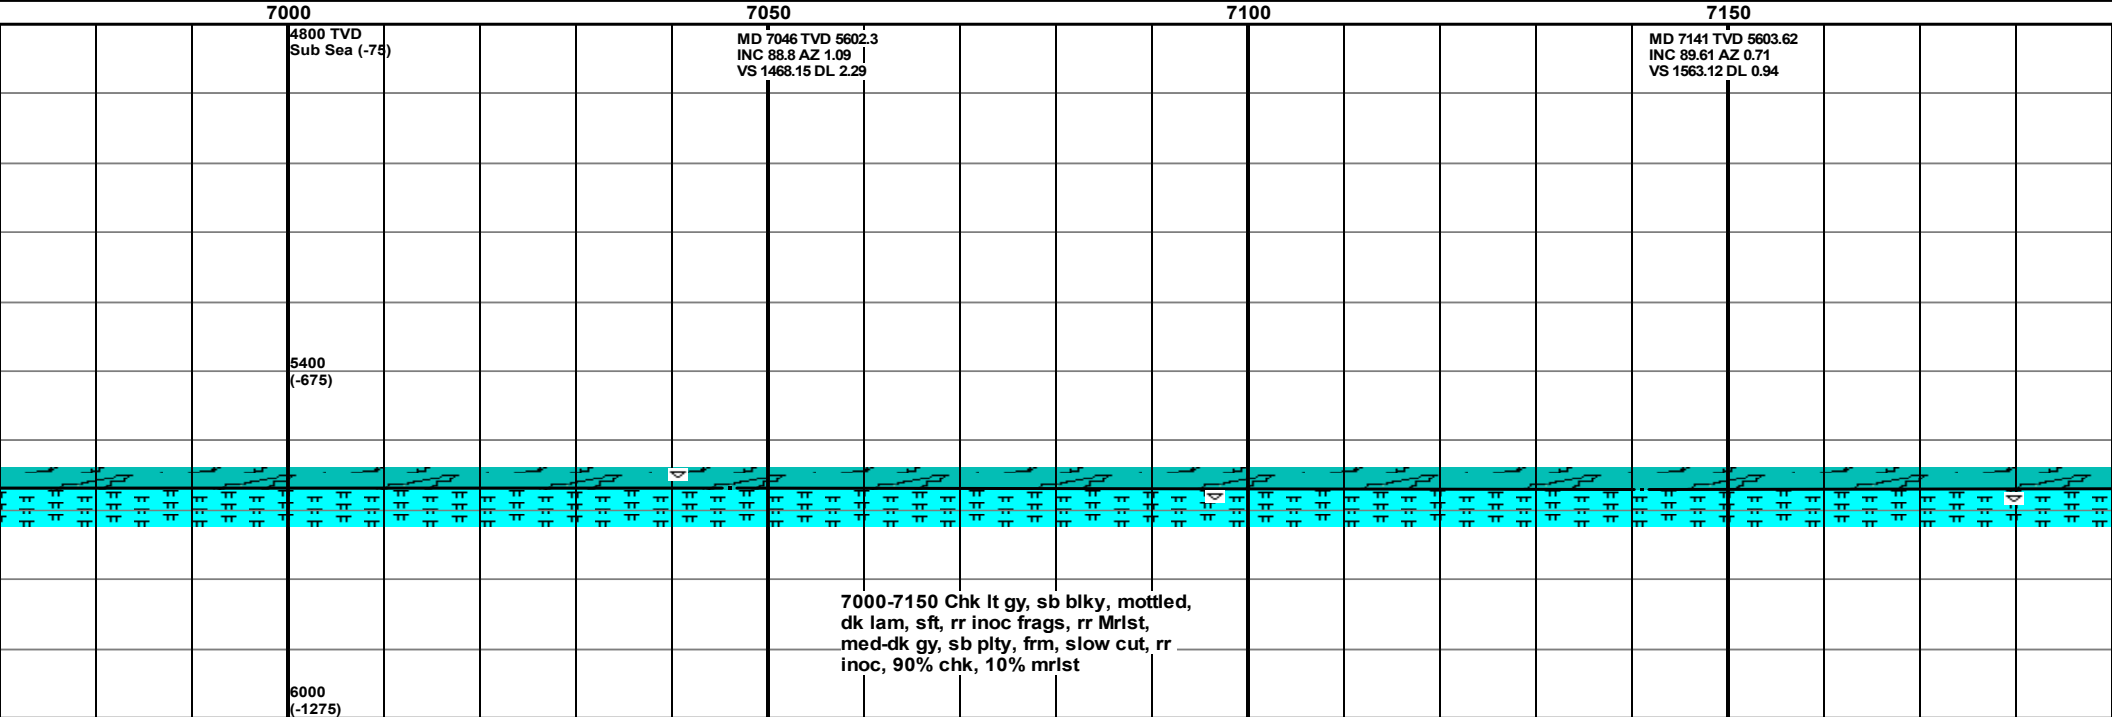 7000 7050 7100 7150
4800 TVD
Sub Sea (-75)
MD 7046 TVD 5602.3
INC 88.8 AZ 1.09
VS 1468.15 DL 2.29
MD 7141 TVD 5603.62
INC 89.61 AZ 0.71
VS 1563.12 DL 0.94
5400
(-675)
7000-7150 Chk lt gy, sb blky, mottled,
dk lam, sft, rr inoc frags, rr Mrlst,
med-dk gy, sb plty, frm, slow cut, rr
inoc, 90% chk, 10% mrlst
6000
(-1275)